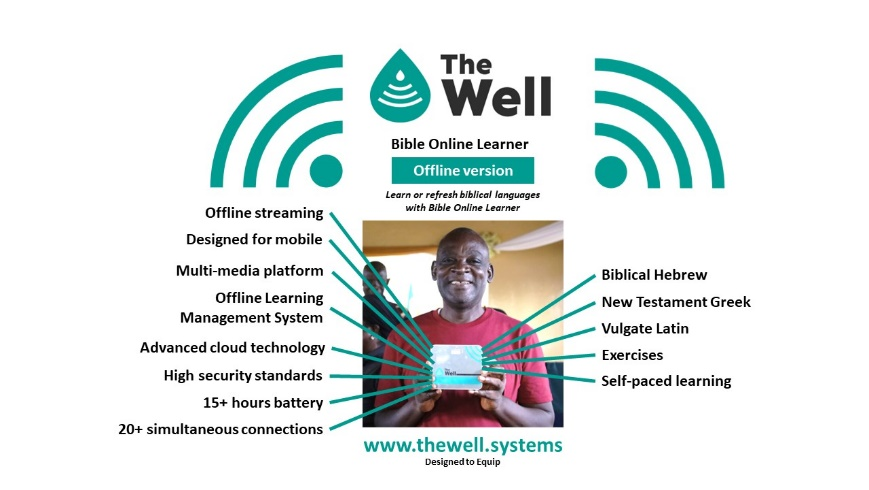 The
Well
Bible Online Learner
Offline version
Learn or refresh biblical languages
with Bible Online Learner
Offline streaming
Designed for mobile
Multi-media platform
Offline Learning
Management System
Advanced cloud technology
High security standards
15+ hours battery
20+ simultaneous connections
The
Well
Biblical Hebrew
New Testament Greek
Vulgate Latin
Exercises
Self-paced learning
www.thewell.systems
Designed to Equip